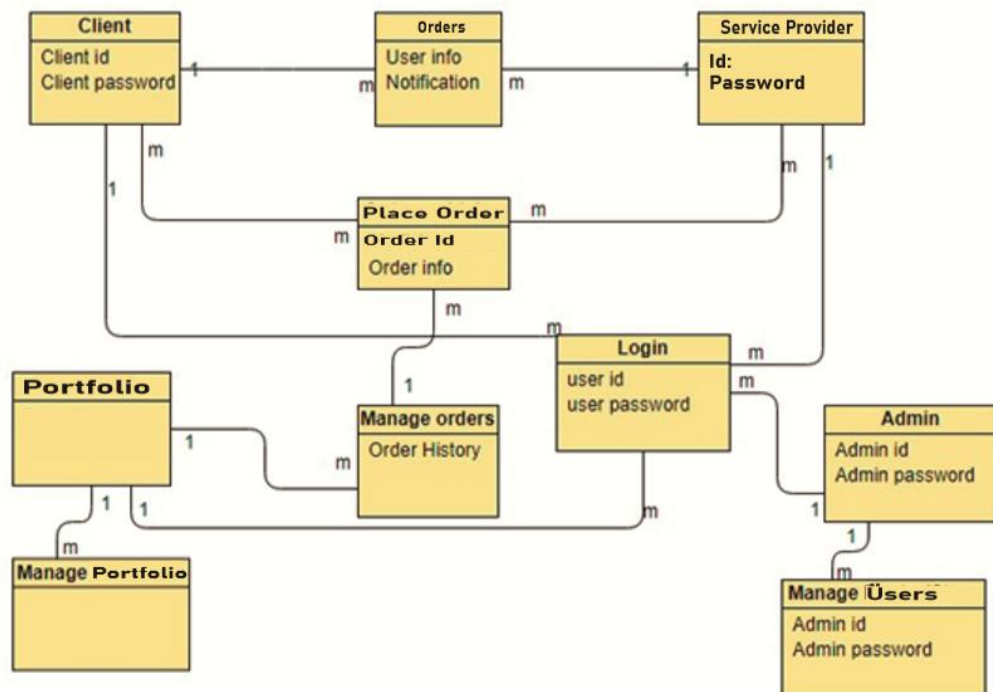 Client
Client id
Client password
Orders
User info
Notification
Service Provider
Id:
Password
1
m
m
1
m
1
m
1
m
m
Place Order
Order Id
Order info
m
1
m
Login
user id
user password
m
m
Portfolio
1
m
Manage orders
Order History
Admin
Admin id
Admin password
1
1
m
1
1
m
m
Manage Portfolio
Manage Üsers
Admin id
Admin password